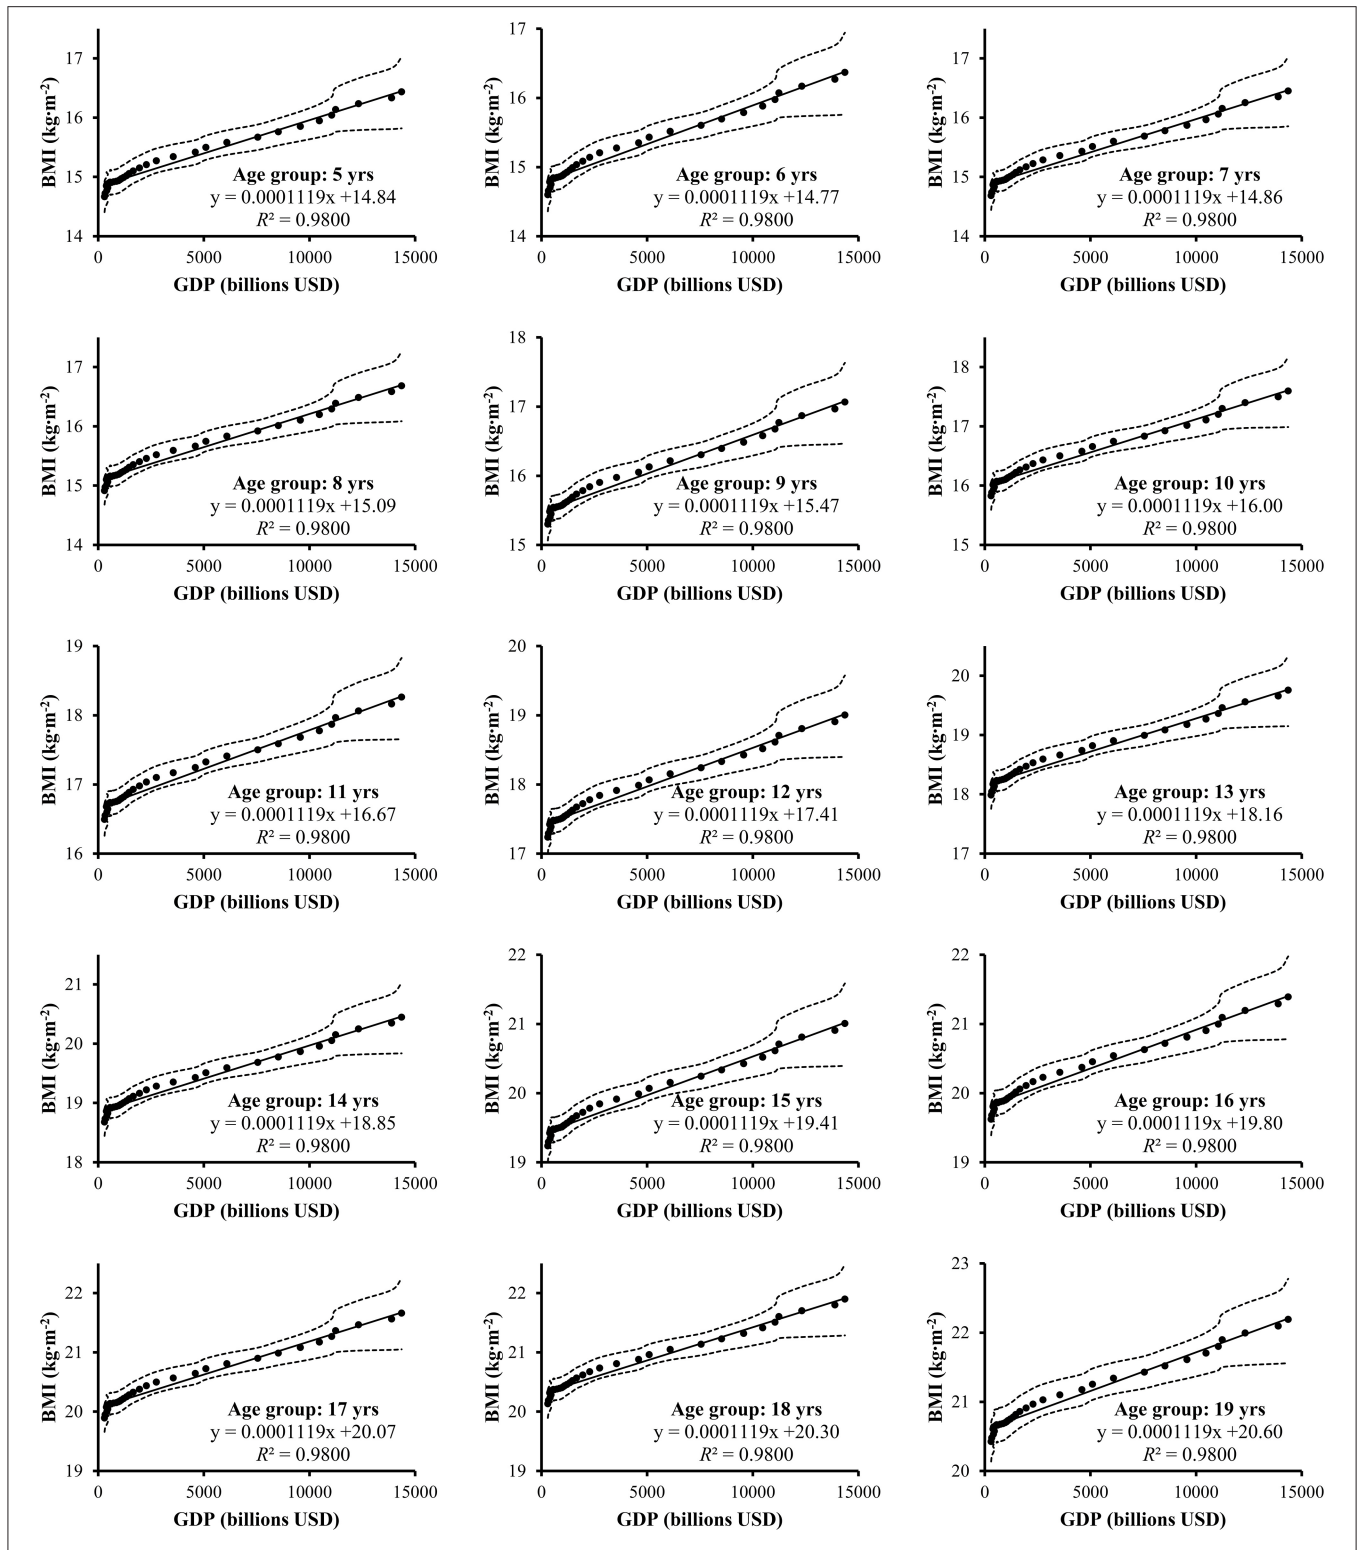 17
16
15
14
BMI (kg·m⁻²)
Age group: 5 yrs
y = 0.0001119x +14.84
R² = 0.9800
0 5000 10000 15000
GDP (billions USD)
17
16
15
14
BMI (kg·m⁻²)
Age group: 6 yrs
y = 0.0001119x +14.77
R² = 0.9800
0 5000 10000 15000
GDP (billions USD)
17
16
15
14
BMI (kg·m⁻²)
Age group: 7 yrs
y = 0.0001119x +14.86
R² = 0.9800
0 5000 10000 15000
GDP (billions USD)
17
16
15
14
BMI (kg·m⁻²)
Age group: 8 yrs
y = 0.0001119x +15.09
R² = 0.9800
0 5000 10000 15000
GDP (billions USD)
18
17
16
15
BMI (kg·m⁻²)
Age group: 9 yrs
y = 0.0001119x +15.47
R² = 0.9800
0 5000 10000 15000
GDP (billions USD)
18
17
16
15
BMI (kg·m⁻²)
Age group: 10 yrs
y = 0.0001119x +16.00
R² = 0.9800
0 5000 10000 15000
GDP (billions USD)
19
18
17
16
BMI (kg·m⁻²)
Age group: 11 yrs
y = 0.0001119x +16.67
R² = 0.9800
0 5000 10000 15000
GDP (billions USD)
20
19
18
17
BMI (kg·m⁻²)
Age group: 12 yrs
y = 0.0001119x +17.41
R² = 0.9800
0 5000 10000 15000
GDP (billions USD)
20
19
18
17
BMI (kg·m⁻²)
Age group: 13 yrs
y = 0.0001119x +18.16
R² = 0.9800
0 5000 10000 15000
GDP (billions USD)
21
20
19
18
BMI (kg·m⁻²)
Age group: 14 yrs
y = 0.0001119x +18.85
R² = 0.9800
0 5000 10000 15000
GDP (billions USD)
22
21
20
19
BMI (kg·m⁻²)
Age group: 15 yrs
y = 0.0001119x +19.41
R² = 0.9800
0 5000 10000 15000
GDP (billions USD)
22
21
20
19
BMI (kg·m⁻²)
Age group: 16 yrs
y = 0.0001119x +19.80
R² = 0.9800
0 5000 10000 15000
GDP (billions USD)
22
21
20
19
BMI (kg·m⁻²)
Age group: 17 yrs
y = 0.0001119x +20.07
R² = 0.9800
0 5000 10000 15000
GDP (billions USD)
22
21
20
19
BMI (kg·m⁻²)
Age group: 18 yrs
y = 0.0001119x +20.30
R² = 0.9800
0 5000 10000 15000
GDP (billions USD)
23
22
21
20
BMI (kg·m⁻²)
Age group: 19 yrs
y = 0.0001119x +20.60
R² = 0.9800
0 5000 10000 15000
GDP (billions USD)